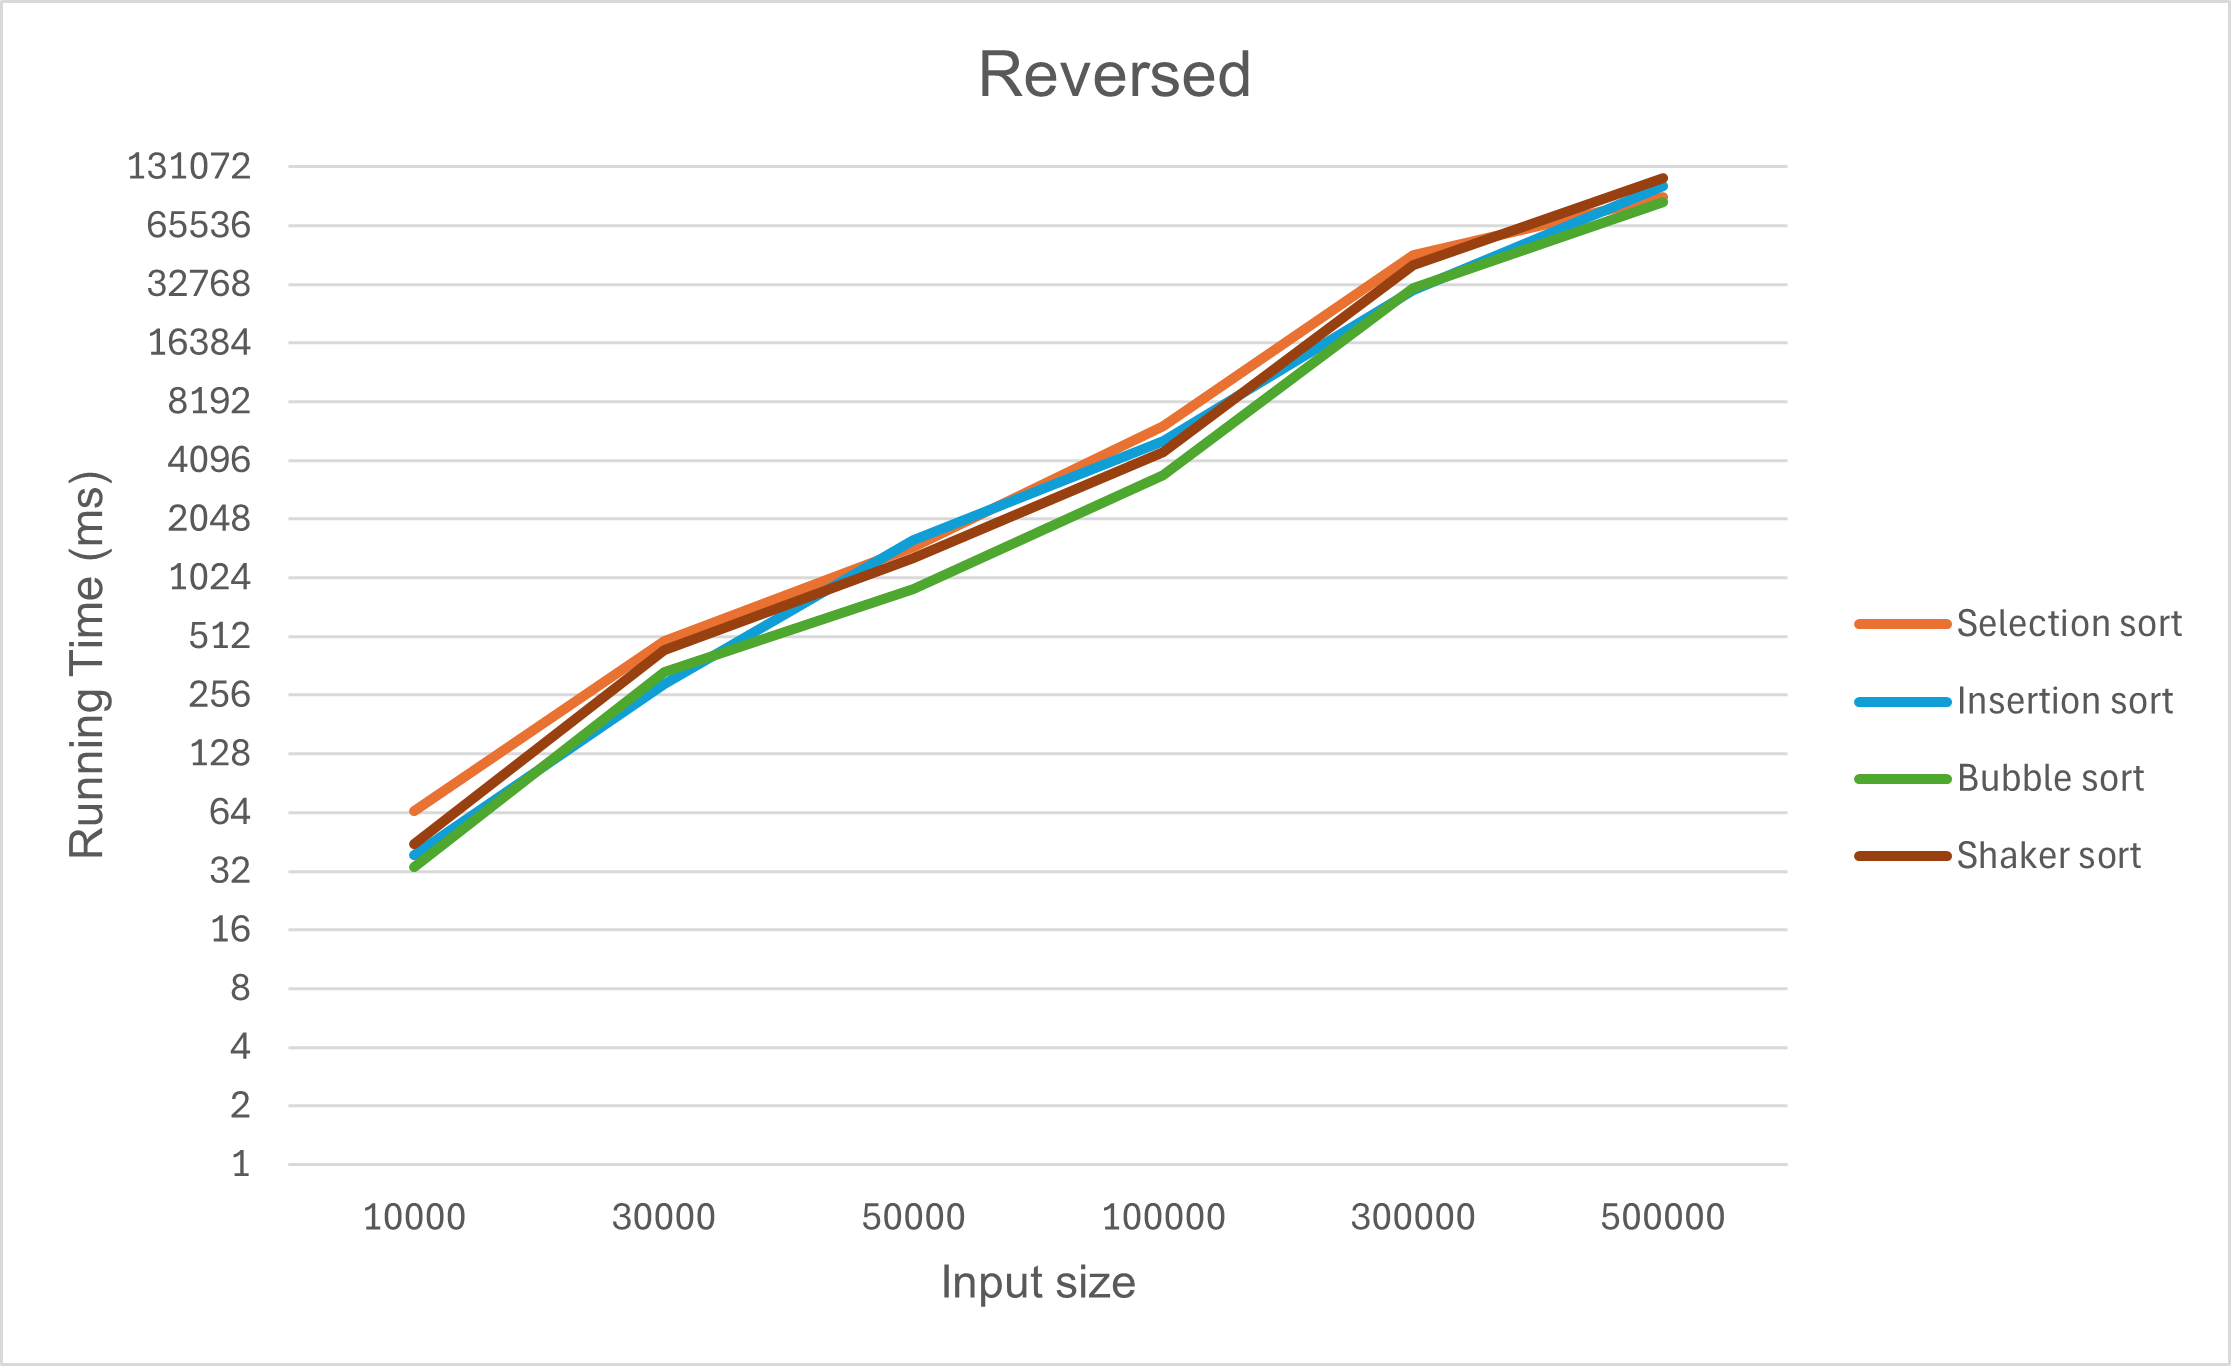 Reversed
Running Time (ms)
131072
65536
32768
16384
8192
4096
2048
1024
512
256
128
64
32
16
8
4
2
1
10000 30000 50000 100000 300000 500000
Input size
Selection sort
Insertion sort
Bubble sort
Shaker sort